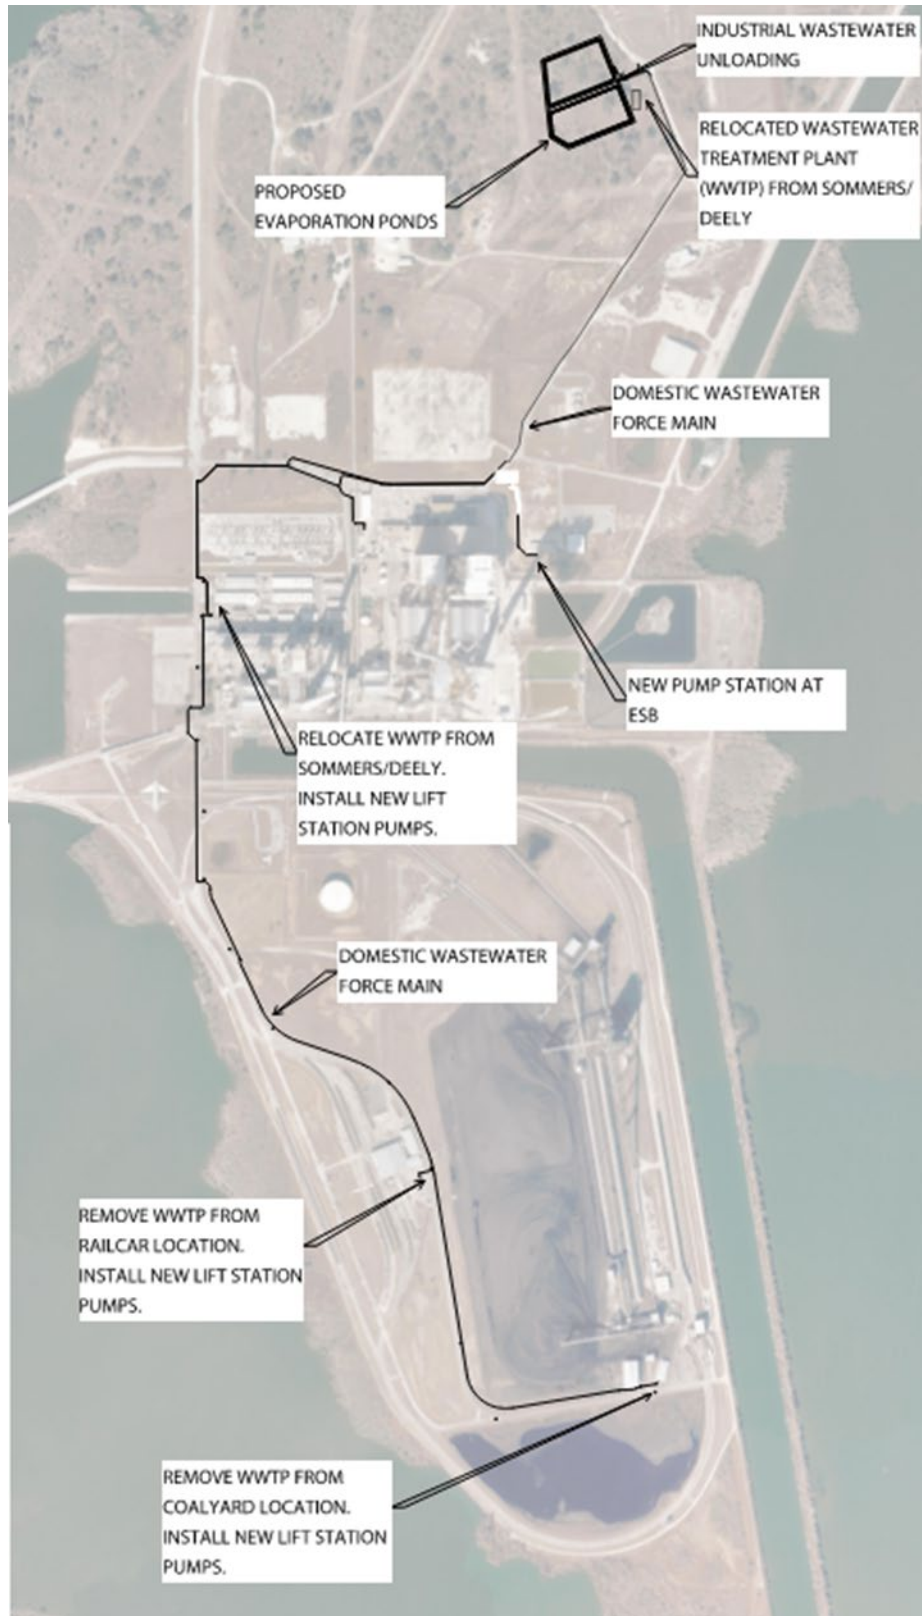 INDUSTRIAL WASTEWATER
UNLOADING
RELOCATED WASTEWATER
TREATMENT PLANT
(WWTP) FROM SOMMERS/
DEELY
PROPOSED
EVAPORATION PONDS
DOMESTIC WASTEWATER
FORCE MAIN
NEW PUMP STATION AT
ESB
RELOCATE WWTP FROM
SOMMERS/DEELY.
INSTALL NEW LIFT
STATION PUMPS.
DOMESTIC WASTEWATER
FORCE MAIN
REMOVE WWTP FROM
RAILCAR LOCATION.
INSTALL NEW LIFT STATION
PUMPS.
REMOVE WWTP FROM
COALYARD LOCATION.
INSTALL NEW LIFT STATION
PUMPS.